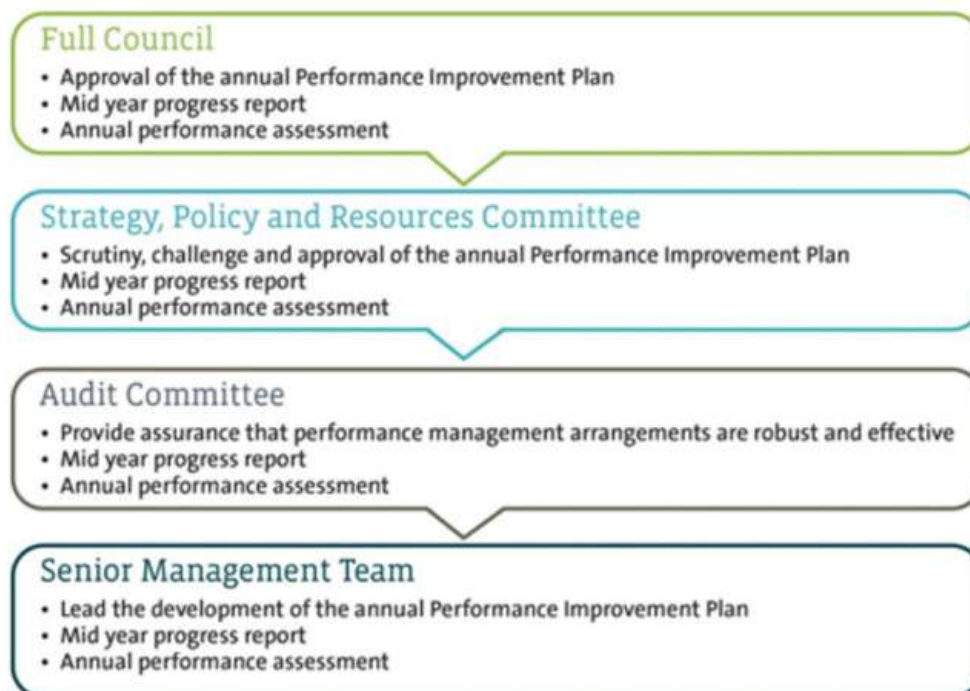 Full Council
• Approval of the annual Performance Improvement Plan
• Mid year progress report
• Annual performance assessment
Strategy, Policy and Resources Committee
• Scrutiny, challenge and approval of the annual Performance Improvement Plan
• Mid year progress report
• Annual performance assessment
Audit Committee
• Provide assurance that performance management arrangements are robust and effective
• Mid year progress report
• Annual performance assessment
Senior Management Team
• Lead the development of the annual Performance Improvement Plan
• Mid year progress report
• Annual performance assessment